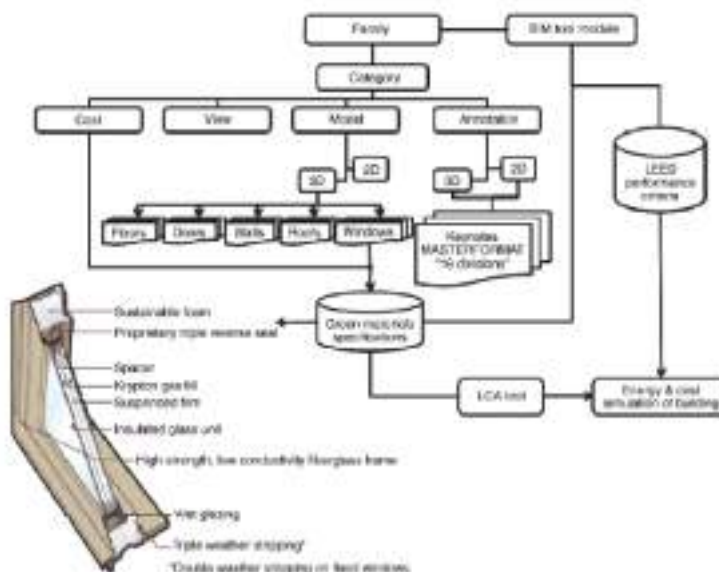 Family
BIM tool module
Category
Cost
View
Model
Annotation
3D
2D
3D
2D
LEED
performance
criteria
Floors
Doors
Walls
Roofs
Windows
Keynotes
MASTERFORMAT
"16 divisions"
Green materials
specifications
LCA tool
Energy & cost
simulation of building
Sustainable foam
Proprietary triple reverse seal
Spacer
Krypton gas fill
Suspended film
Insulated glass unit
High strength, low conductivity fiberglass frame
Wet glazing
Triple weather stripping*
*Double weather stripping on fixed windows